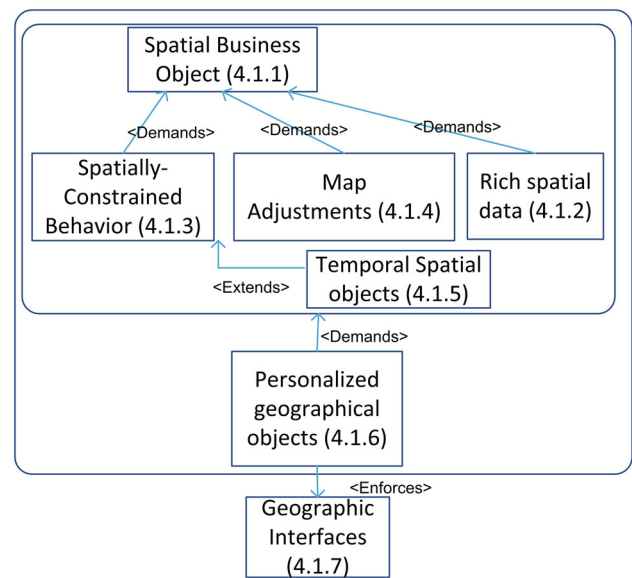 Spatial Business
Object (4.1.1)
<Demands>
<Demands>
<Demands>
Spatially-
Constrained
Behavior (4.1.3)
Map
Adjustments (4.1.4)
Rich spatial
data (4.1.2)
Temporal Spatial
objects (4.1.5)
<Extends>
<Demands>
Personalized
geographical
objects (4.1.6)
<Enforces>
Geographic
Interfaces
(4.1.7)